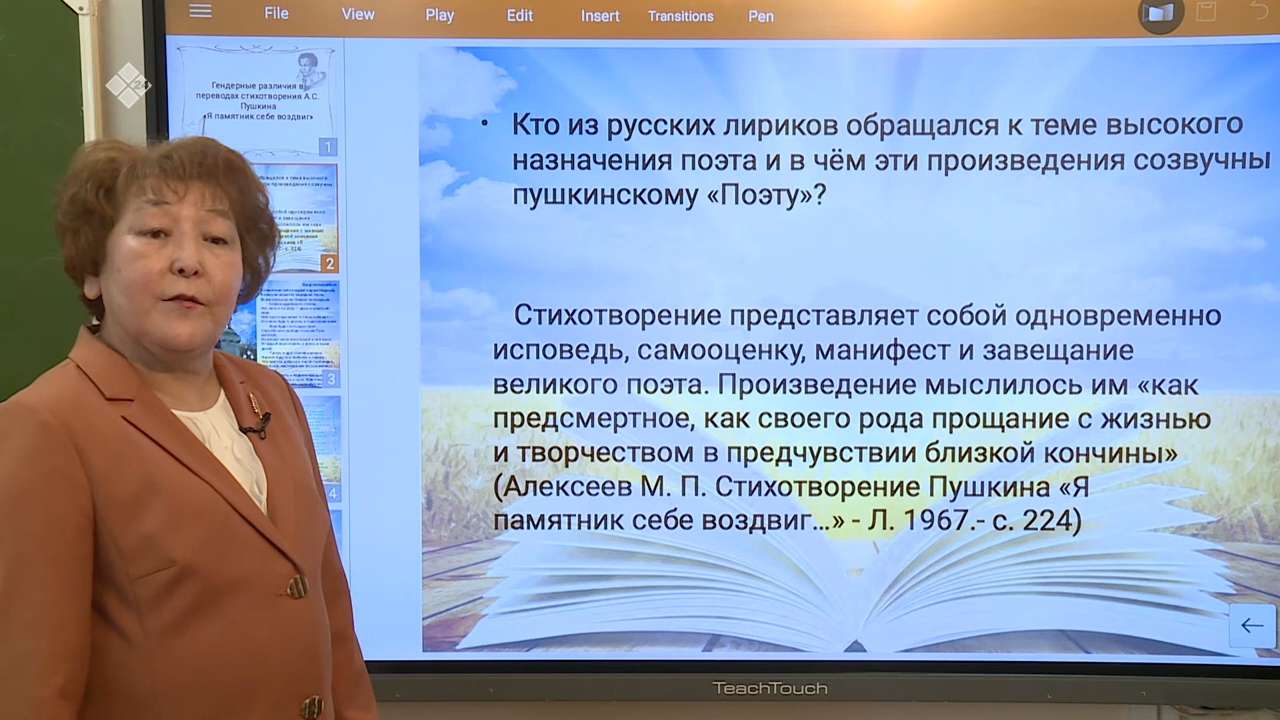 File View Play Edit Insert Transitions Pen
24
Гендерные различия в
переводах стихотворения А.С.
Пушкина
«Я памятник себе воздвиг»
1
2
3
4
• Кто из русских лириков обращался к теме высокого
назначения поэта и в чём эти произведения созвучны
пушкинскому «Поэту»?
Стихотворение представляет собой одновременно
исповедь, самооценку, манифест и завещание
великого поэта. Произведение мыслилось им «как
предсмертное, как своего рода прощание с жизнью
и творчеством в предчувствии близкой кончины»
(Алексеев М. П. Стихотворение Пушкина «Я
памятник себе воздвиг…» - Л. 1967.- с. 224)
TeachTouch